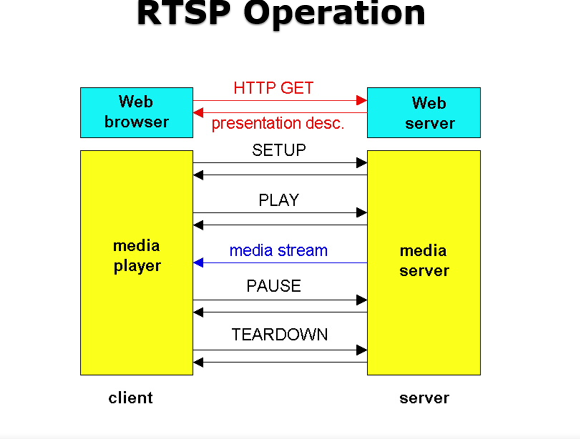 RTSP Operation
HTTP GET
Web
browser
Web
server
presentation desc.
SETUP
PLAY
media
player
media stream
media
server
PAUSE
TEARDOWN
client
server